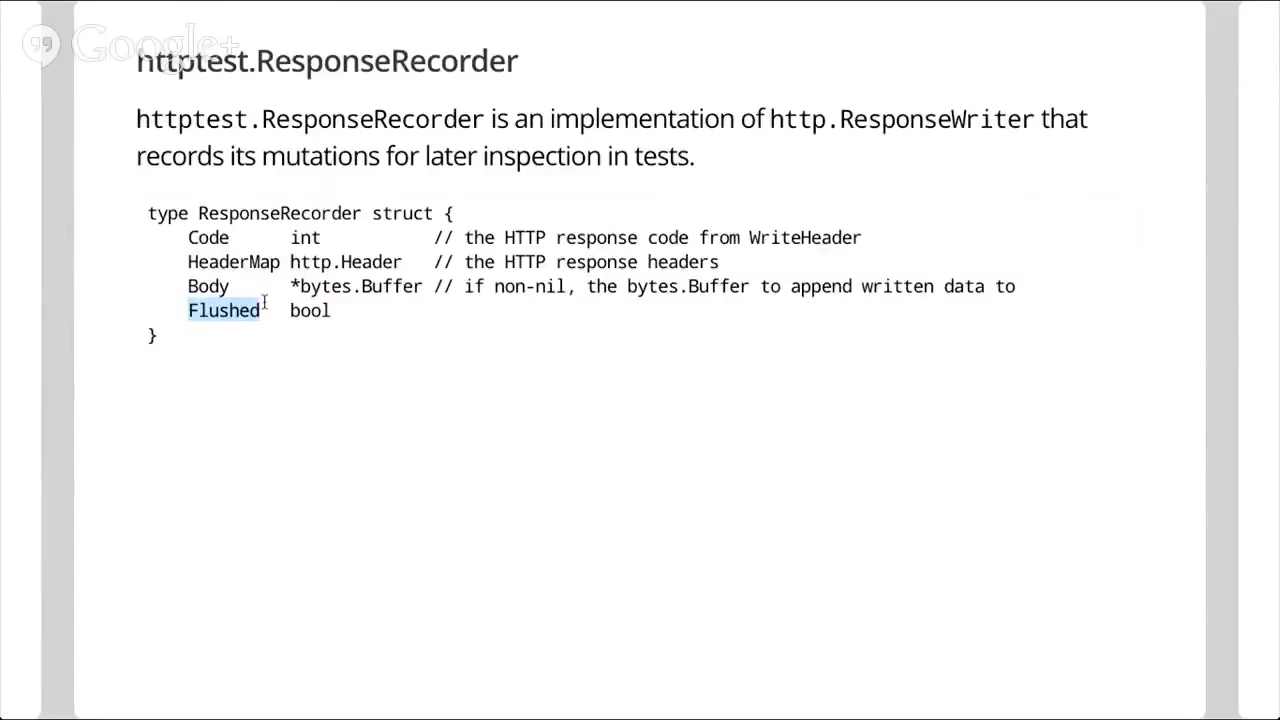 Google+
httptest.ResponseRecorder
httptest.ResponseRecorder is an implementation of http.ResponseWriter that
records its mutations for later inspection in tests.
type ResponseRecorder struct {
    Code      int           // the HTTP response code from WriteHeader
    HeaderMap http.Header   // the HTTP response headers
    Body      *bytes.Buffer // if non-nil, the bytes.Buffer to append written data to
    Flushed   bool
}